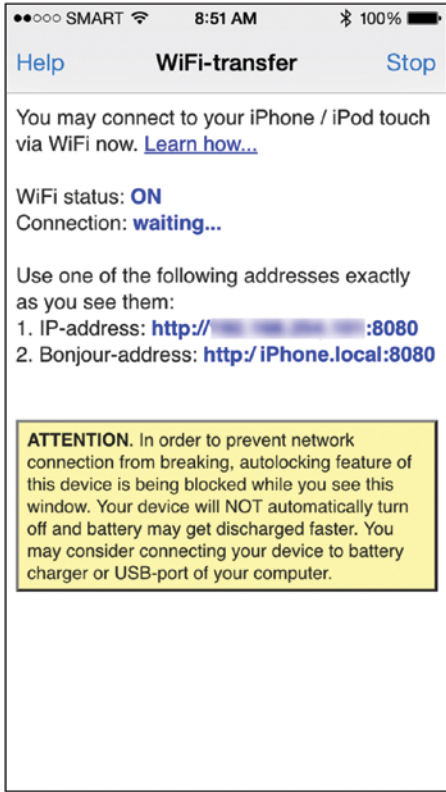 SMART 8:51 AM 100%
Help WiFi-transfer Stop
You may connect to your iPhone / iPod touch
via WiFi now. Learn how...
WiFi status: ON
Connection: waiting...
Use one of the following addresses exactly
as you see them:
1. IP-address: http:// :8080
2. Bonjour-address: http:/ iPhone.local:8080
ATTENTION. In order to prevent network
connection from breaking, autolocking feature of
this device is being blocked while you see this
window. Your device will NOT automatically turn
off and battery may get discharged faster. You
may consider connecting your device to battery
charger or USB-port of your computer.